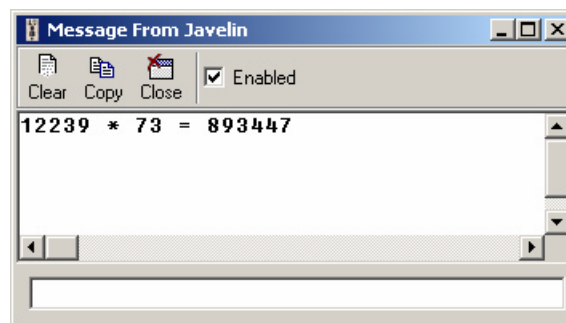 Message From Javelin
Clear Copy Close Enabled
12239 * 73 = 893447